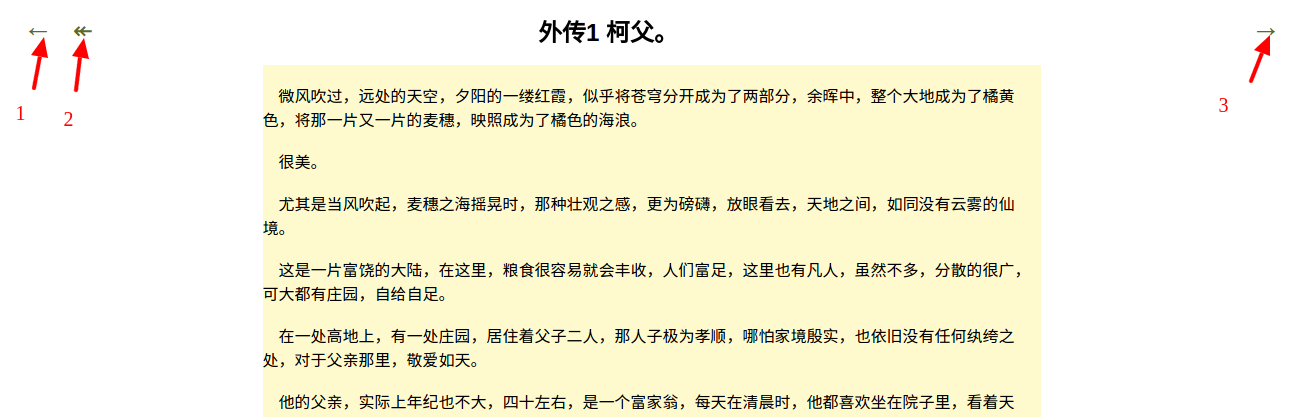 ← ↞ 外传1 柯父。 →
1 2 3
微风吹过，远处的天空，夕阳的一缕红霞，似乎将苍穹分开成为了两部分，余晖中，整个大地成为了橘黄
色，将那一片又一片的麦穗，映照成为了橘色的海浪。
很美。
尤其是当风吹起，麦穗之海摇晃时，那种壮观之感，更为磅礴，放眼看去，天地之间，如同没有云雾的仙
境。
这是一片富饶的大陆，在这里，粮食很容易就会丰收，人们富足，这里也有凡人，虽然不多，分散的很广，
可大都有庄园，自给自足。
在一处高地上，有一处庄园，居住着父子二人，那人子极为孝顺，哪怕家境殷实，也依旧没有任何纨绔之
处，对于父亲那里，敬爱如天。
他的父亲，实际上年纪也不大，四十左右，是一个富家翁，每天在清晨时，他都喜欢坐在院子里，看着天